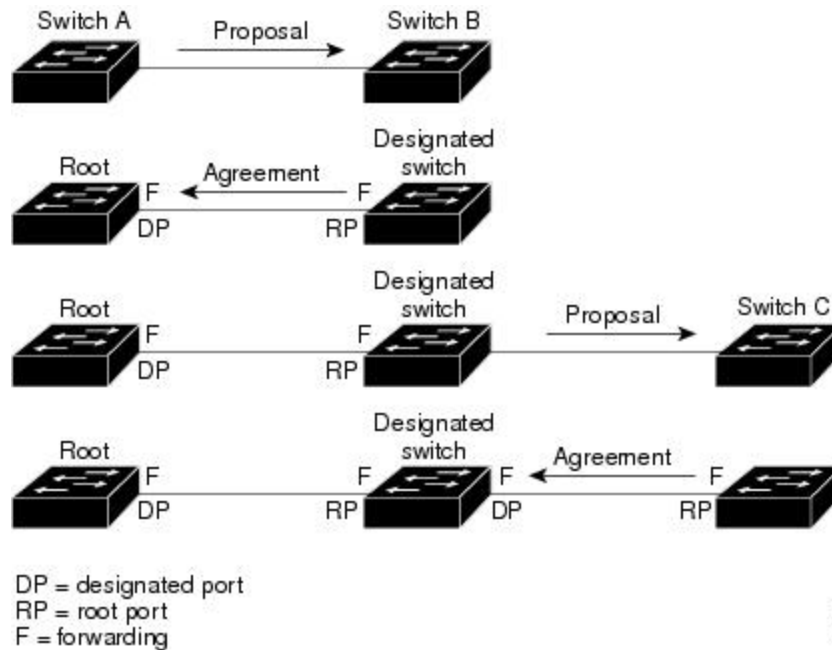 Switch A
Proposal
Switch B
Root
F
Agreement
F
Designated
switch
DP
RP
Root
F
F
Designated
switch
Proposal
Switch C
DP
RP
Root
F
F
Designated
switch
F
Agreement
F
DP
RP
DP
RP
DP = designated port
RP = root port
F = forwarding